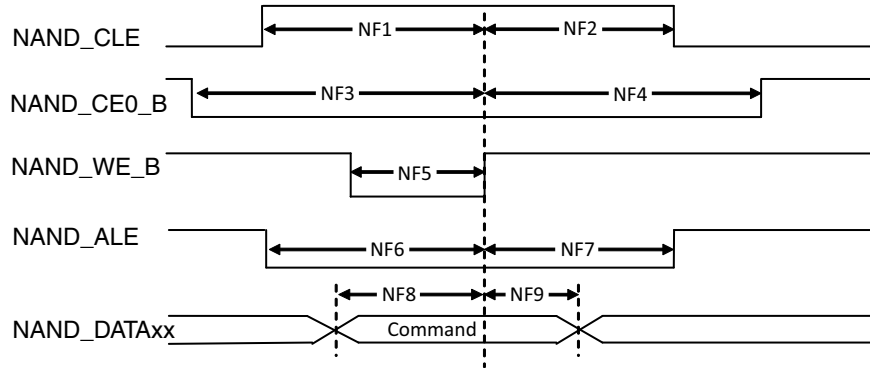 NAND_CLE NF1 NF2
NAND_CE0_B NF3 NF4
NAND_WE_B NF5
NAND_ALE NF6 NF7
NF8 NF9
NAND_DATAxx Command